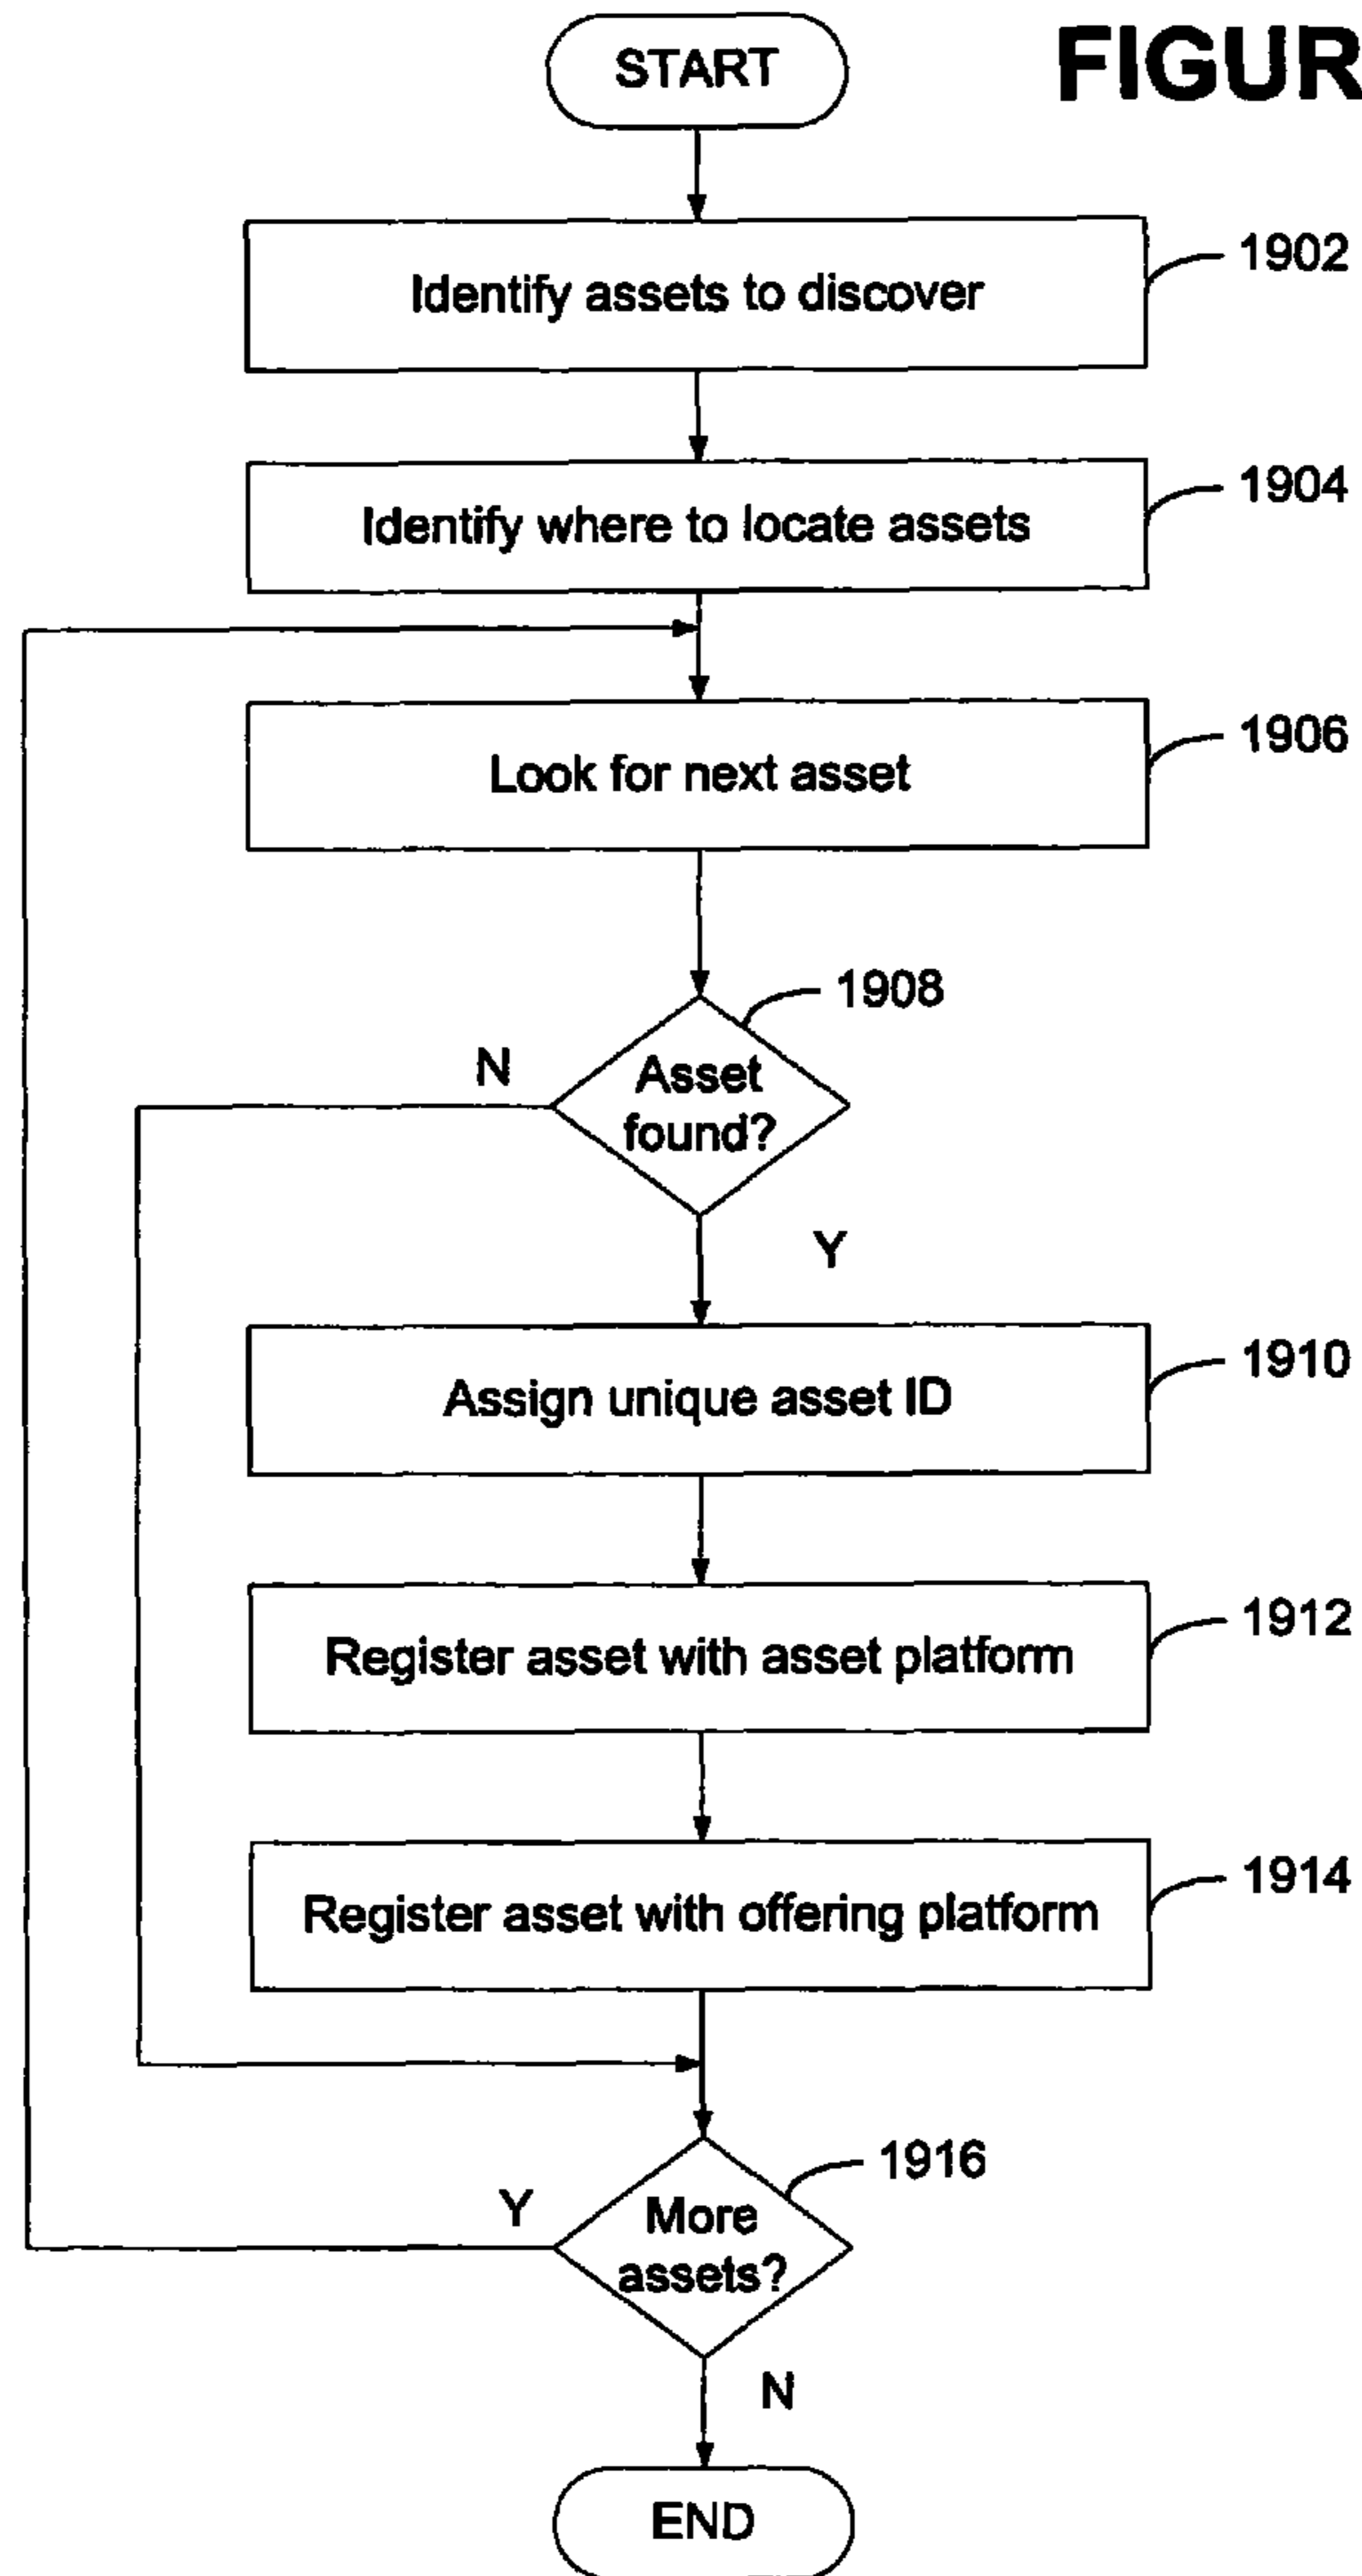 START
FIGUR
Identify assets to discover
1902
Identify where to locate assets
1904
Look for next asset
1906
1908
N
Asset
found?
Y
Assign unique asset ID
1910
Register asset with asset platform
1912
Register asset with offering platform
1914
1916
Y
More
assets?
N
END